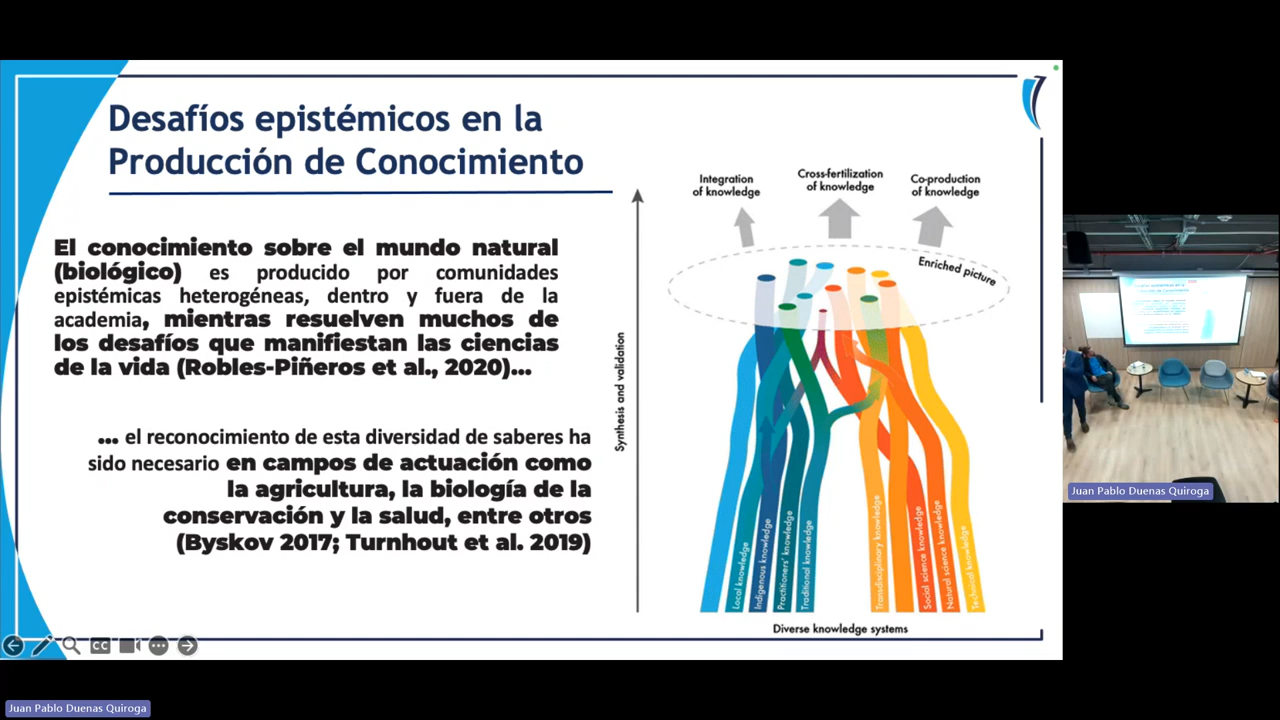 Desafíos epistémicos en la
Producción de Conocimiento
El conocimiento sobre el mundo natural
(biológico) es producido por comunidades
epistémicas heterogéneas, dentro y fuera de la
academia, mientras resuelven muchos de
los desafíos que manifiestan las ciencias
de la vida (Robles-Piñeros et al., 2020)...
... el reconocimiento de esta diversidad de saberes ha
sido necesario en campos de actuación como
la agricultura, la biología de la
conservación y la salud, entre otros
(Byskov 2017; Turnhout et al. 2019)
Integration
of knowledge
Cross-fertilization
of knowledge
Co-production
of knowledge
Enriched picture
Synthesis and validation
Local knowledge
Indigenous knowledge
Practitioners' knowledge
Traditional knowledge
Transdisciplinary knowledge
Social science knowledge
Natural science knowledge
Technical knowledge
Diverse knowledge systems
CC
Juan Pablo Duenas Quiroga
Juan Pablo Duenas Quiroga